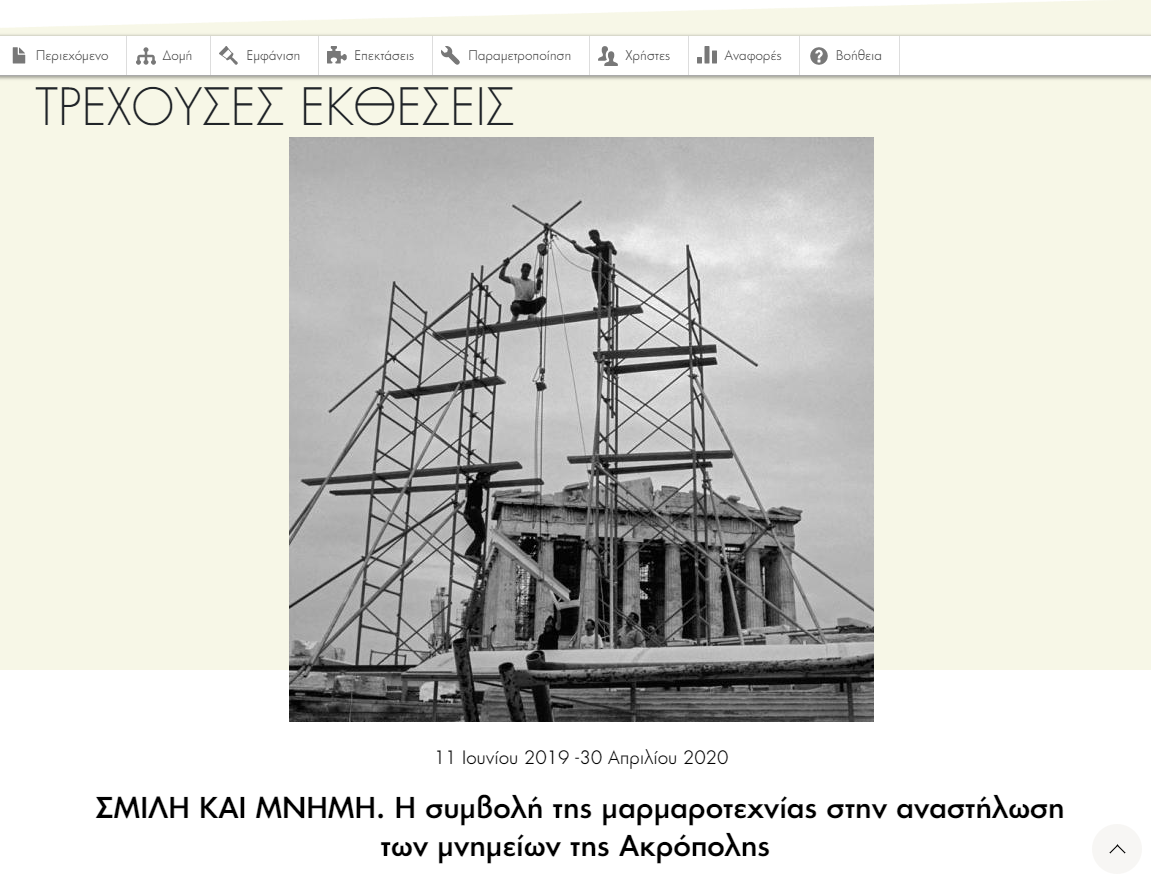 Περιεχόμενο Δομή Εμφάνιση Επεκτάσεις Παραμετροποίηση Χρήστες Αναφορές Βοήθεια
ΤΡΕΧΟΥΣΕΣ ΕΚΘΕΣΕΙΣ
11 Ιουνίου 2019 -30 Απριλίου 2020
ΣΜΙΛΗ ΚΑΙ ΜΝΗΜΗ. Η συμβολή της μαρμαροτεχνίας στην αναστήλωση
των μνημείων της Ακρόπολης